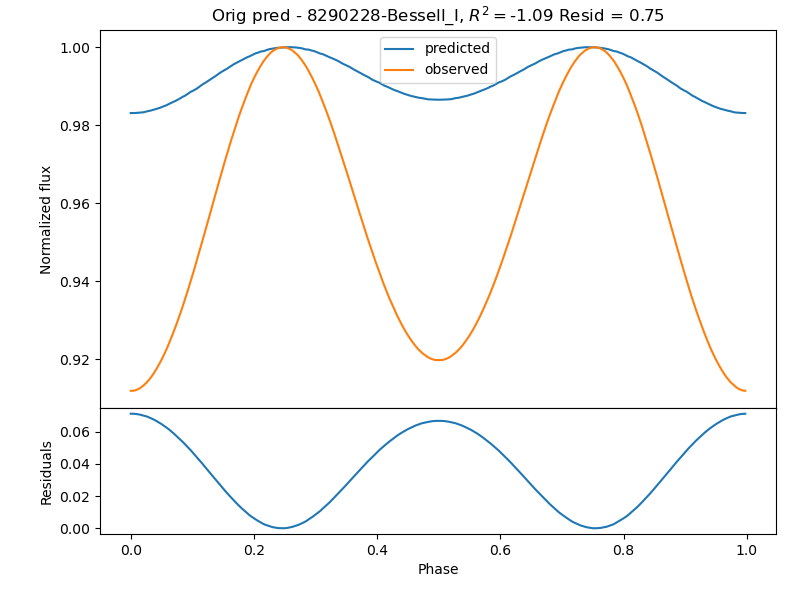 Orig pred - 8290228-Bessell_I, $R^2 =$ -1.09 Resid = 0.75
predicted
observed
1.00
0.98
0.96
0.94
0.92
Normalized flux
0.06
0.04
0.02
0.00
Residuals
0.0 0.2 0.4 0.6 0.8 1.0
Phase